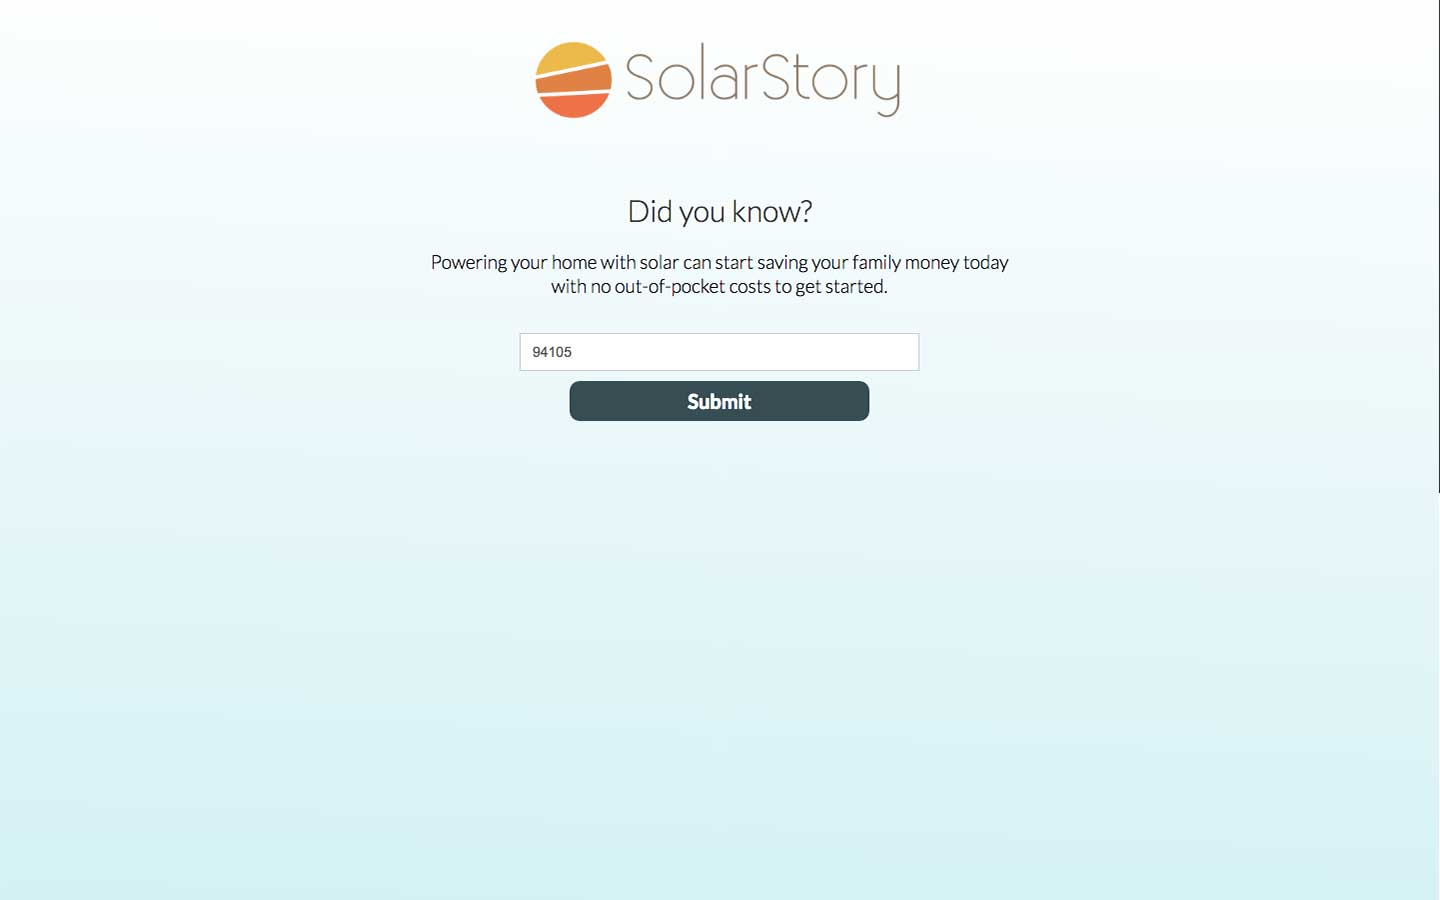 SolarStory
Did you know?
Powering your home with solar can start saving your family money today
with no out-of-pocket costs to get started.
94105
Submit